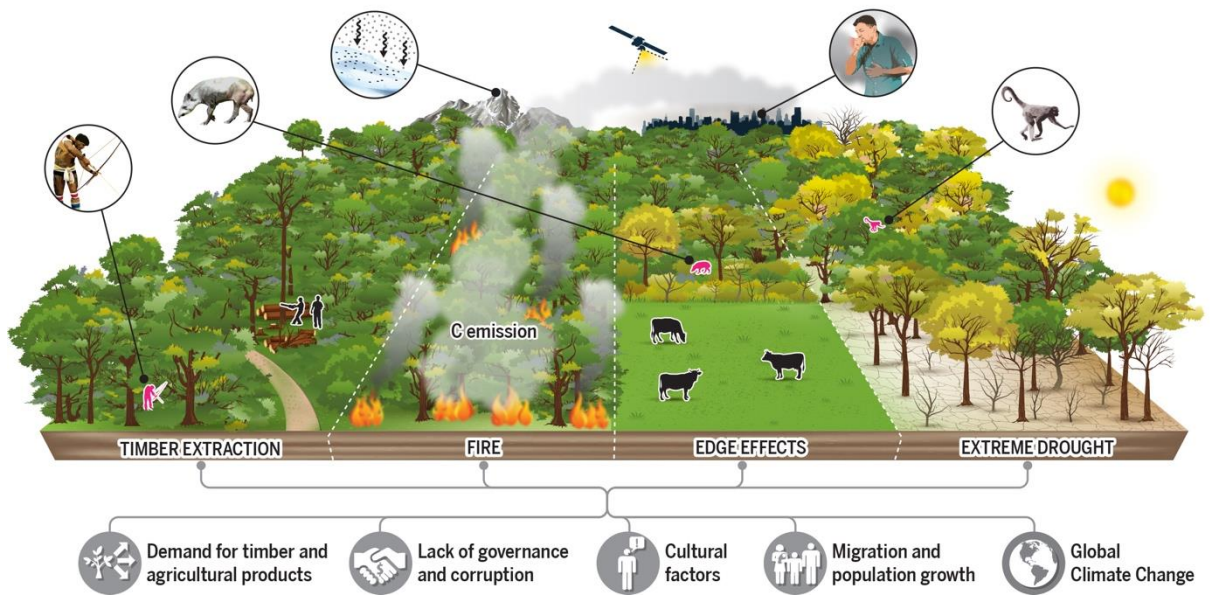 C emission
TIMBER EXTRACTION
FIRE
EDGE EFFECTS
EXTREME DROUGHT
Demand for timber and
agricultural products
Lack of governance
and corruption
Cultural
factors
Migration and
population growth
Global
Climate Change